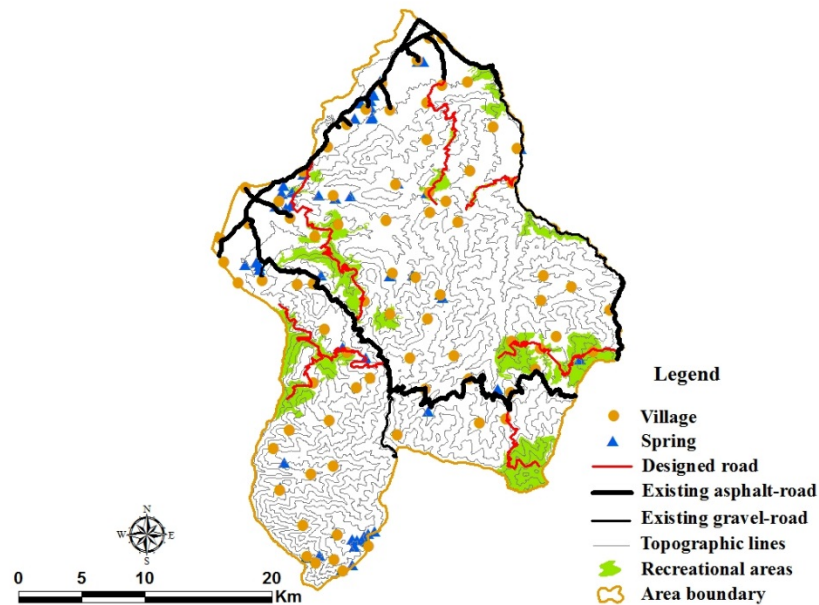 Legend
Village
Spring
Designed road
Existing asphalt-road
Existing gravel-road
Topographic lines
Recreational areas
Area boundary
N
W E
S
0 5 10 20
Km